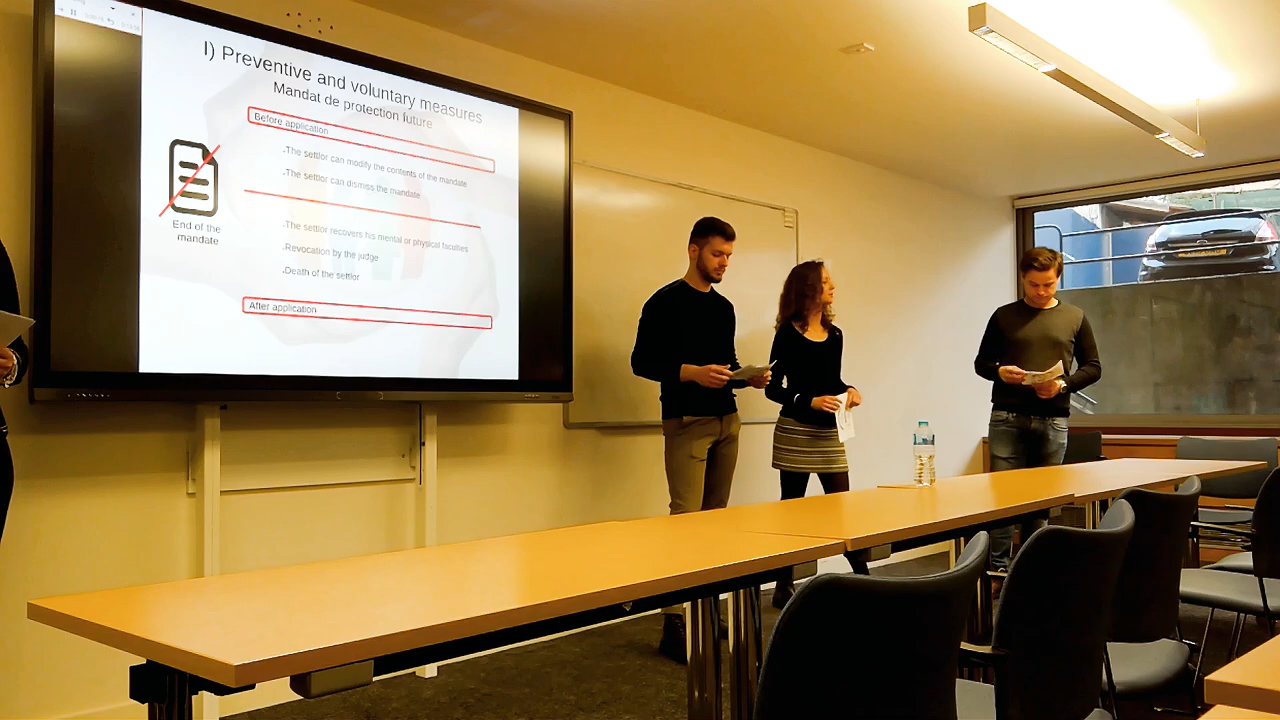 I) Preventive and voluntary measures
Mandat de protection future
Before application
.The settlor can modify the contents of the mandate
.The settlor can dismiss the mandate
End of the
mandate
.The settlor recovers his mental or physical faculties
.Revocation by the judge
.Death of the settlor
After application